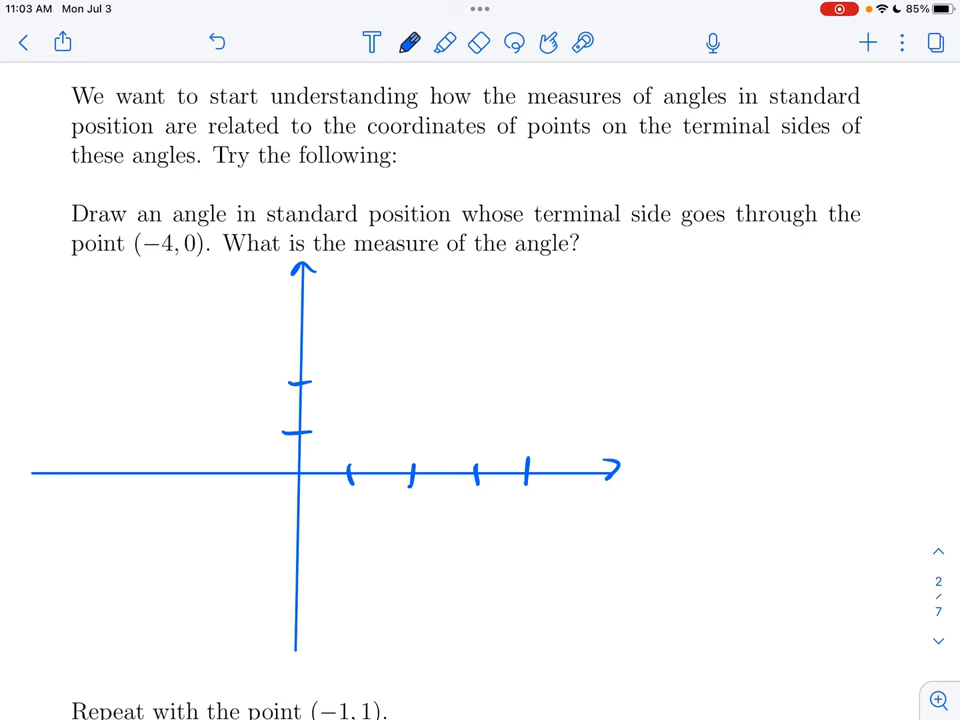 11:03 AM Mon Jul 3
85%
T
We want to start understanding how the measures of angles in standard
position are related to the coordinates of points on the terminal sides of
these angles. Try the following:
Draw an angle in standard position whose terminal side goes through the
point (−4, 0). What is the measure of the angle?
2
/
7
Repeat with the point (−1, 1).